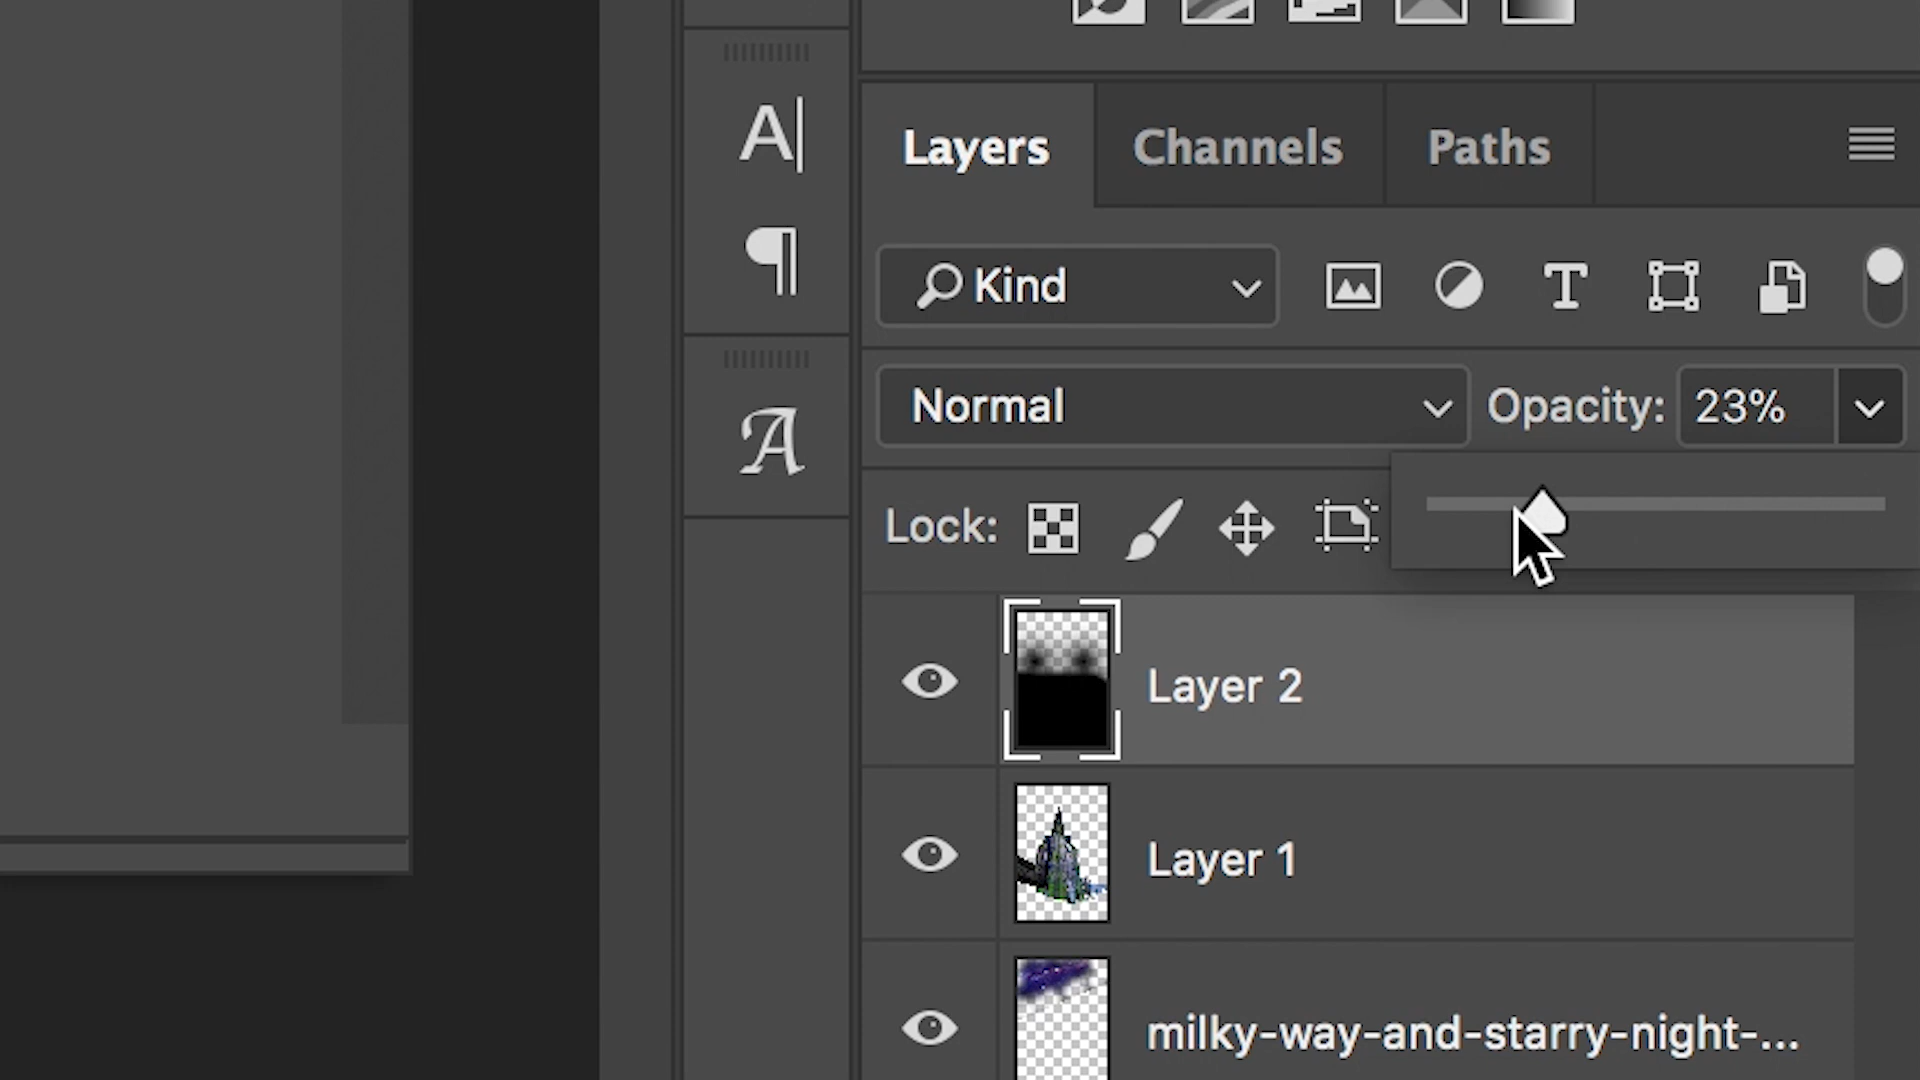 A|
¶
A
Layers Channels Paths
Kind T
Normal Opacity: 23%
Lock:
Layer 2
Layer 1
milky-way-and-starry-night-...